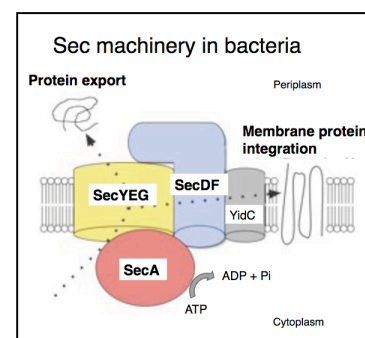 Sec machinery in bacteria
Protein export
Periplasm
Membrane protein
integration
SecYEG
SecDF
YidC
SecA
ADP + Pi
ATP
Cytoplasm